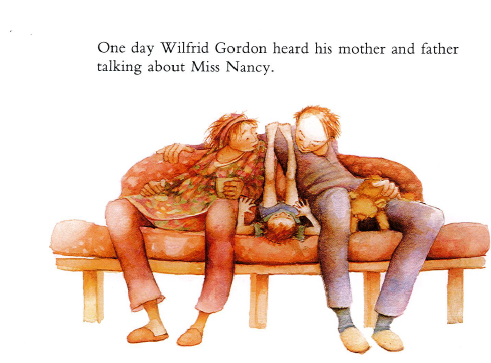 One day Wilfrid Gordon heard his mother and father
talking about Miss Nancy.